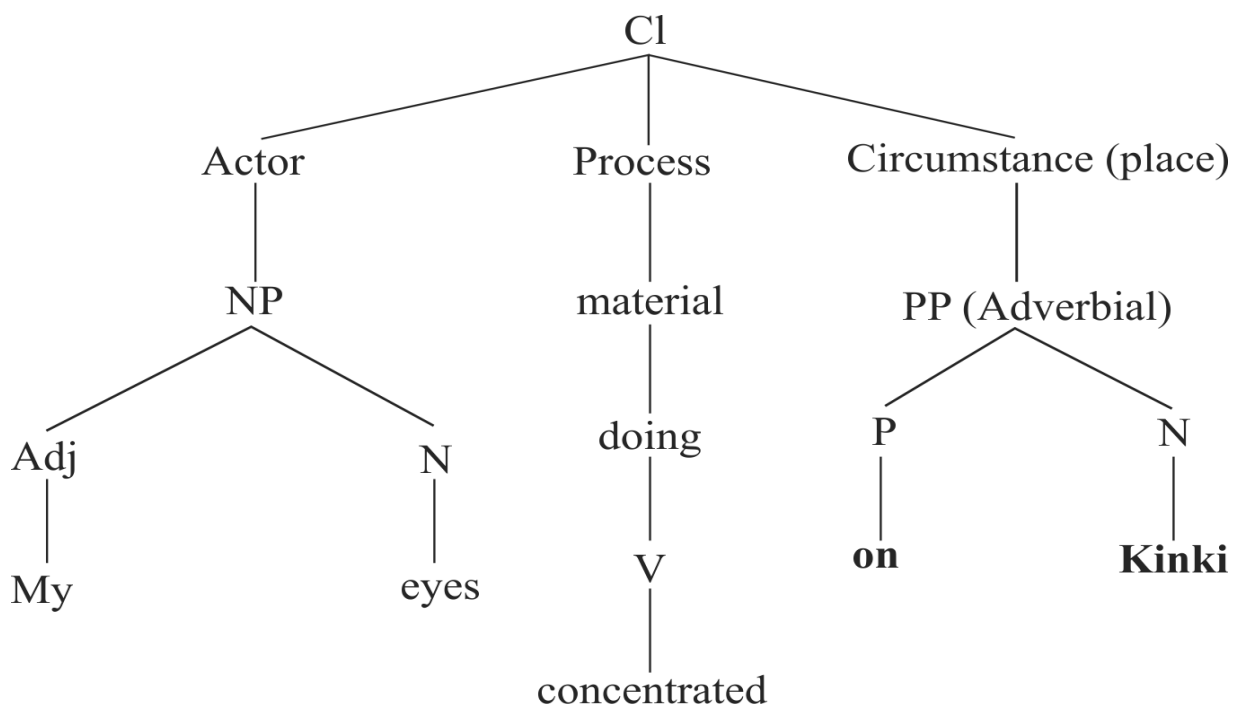 Cl
Actor Process Circumstance (place)
NP material PP (Adverbial)
Adj N doing P N
My eyes V on Kinki
concentrated